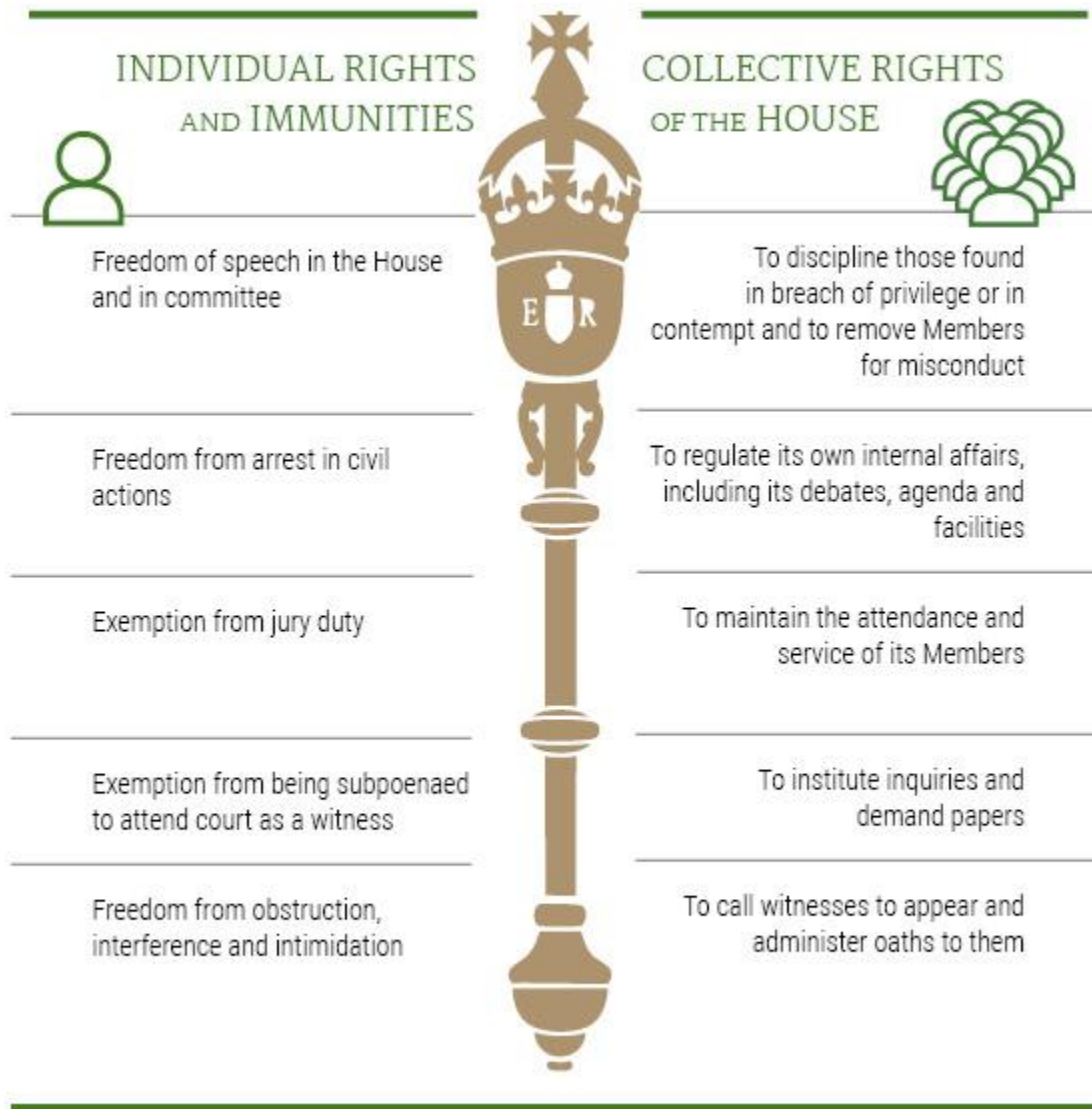 INDIVIDUAL RIGHTS
AND IMMUNITIES
Freedom of speech in the House
and in committee
Freedom from arrest in civil
actions
Exemption from jury duty
Exemption from being subpoenaed
to attend court as a witness
Freedom from obstruction,
interference and intimidation
E R
COLLECTIVE RIGHTS
OF THE HOUSE
To discipline those found
in breach of privilege or in
contempt and to remove Members
for misconduct
To regulate its own internal affairs,
including its debates, agenda and
facilities
To maintain the attendance and
service of its Members
To institute inquiries and
demand papers
To call witnesses to appear and
administer oaths to them